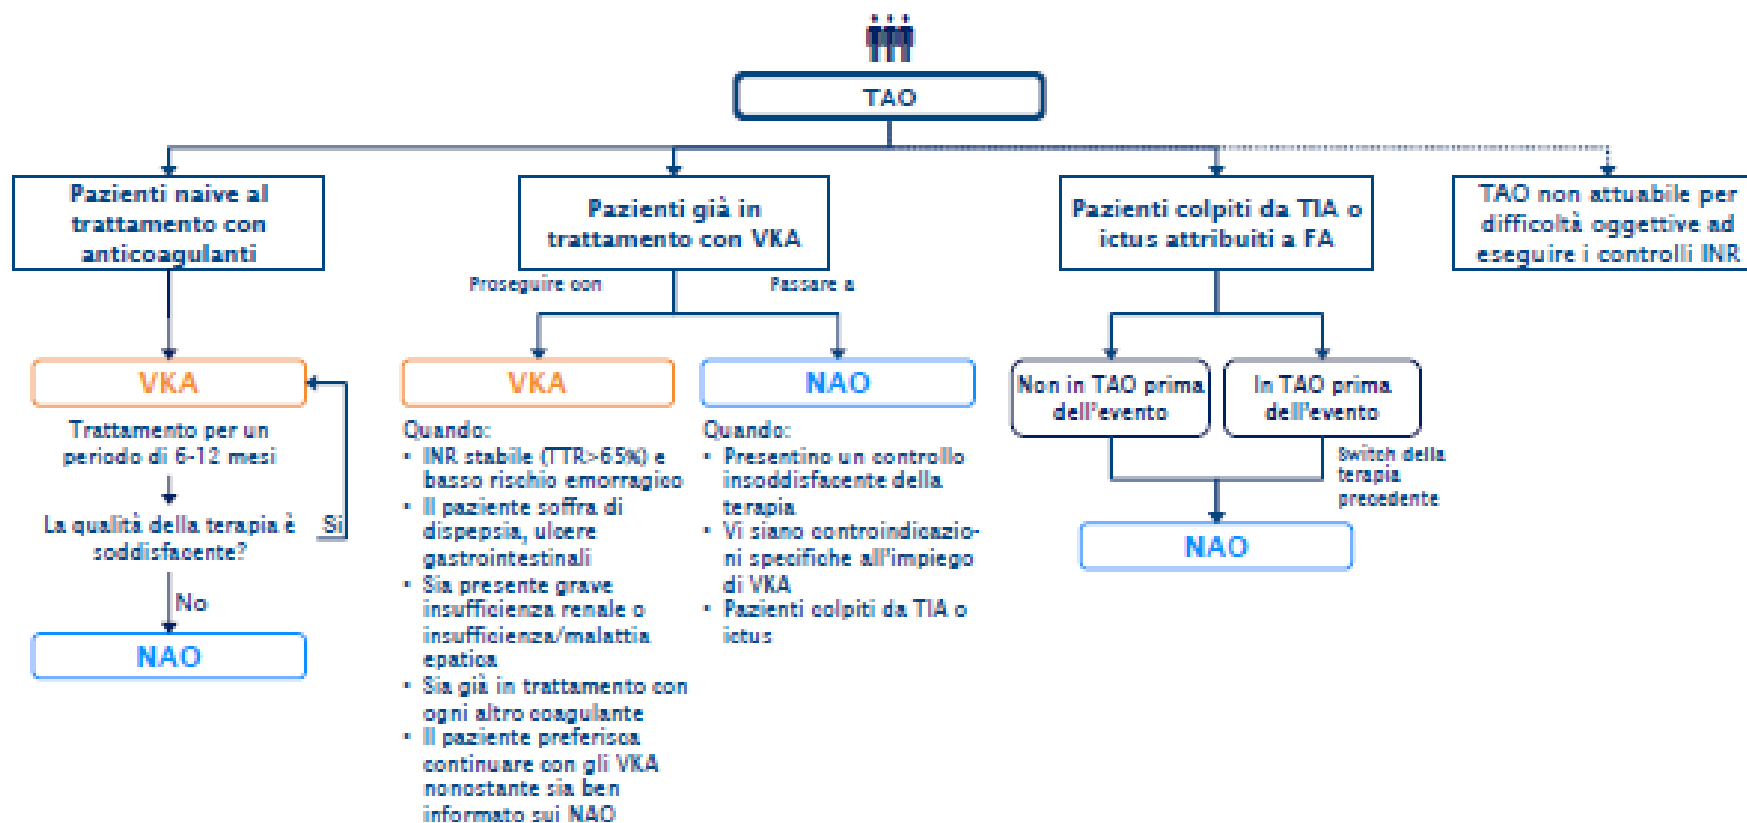 TAO
Pazienti naive al
trattamento con
anticoagulanti
VKA
Trattamento per un
periodo di 6-12 mesi
La qualità della terapia è
soddisfacente?
Si
No
NAO
Pazienti già in
trattamento con VKA
Proseguire con
Passare a
VKA
Quando:
• INR stabile (TTR>65%) e
basso rischio emorragico
• Il paziente soffra di
dispepsia, ulcere
gastrointestinali
• Sia presente grave
insufficienza renale o
insufficienza/malattia
epatica
• Sia già in trattamento con
ogni altro coagulante
• Il paziente preferisca
continuare con gli VKA
nonostante sia ben
informato sui NAO
NAO
Quando:
• Presentino un controllo
insoddisfacente della
terapia
• Vi siano controindicazio-
ni specifiche all'impiego
di VKA
• Pazienti colpiti da TIA o
ictus
Pazienti colpiti da TIA o
ictus attribuiti a FA
Non in TAO prima
dell'evento
In TAO prima
dell'evento
Switch della
terapia
precedente
NAO
TAO non attuabile per
difficoltà oggettive ad
eseguire i controlli INR